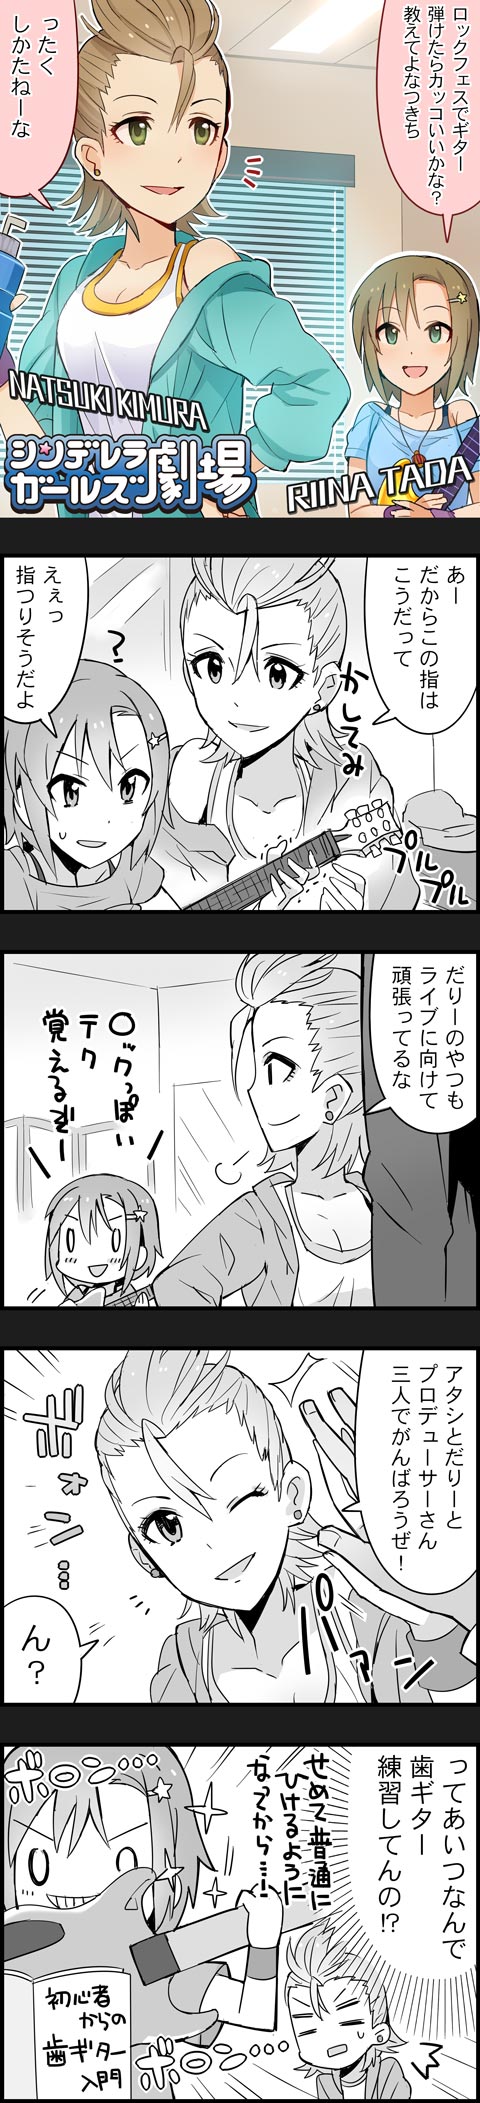 ロックフェスでギター
弾けたらカッコいいかな？
教えてよなつきち
ったく
しかたねーな
NATSUKI KIMURA
シンデレラ
ガールズ劇場
RIINA TADA
あー
だからこの指は
こうだって
かしてみ
？
えぇっ
指つりそうだよ
プルプル
だりーのやつも
ライブに向けて
頑張ってるな
ロックっぽい
テク
覚えるぞー
アタシとだりーと
プロデューサーさん
三人でがんばろうぜ！
パァン
ギュ
ォン…
ん？
ってあいつなんで
歯ギター
練習してんの!?
せめて普通に
ひけるように
なってから…！
ボローン…
初心者
からの
歯ギター
入門
ボローン…